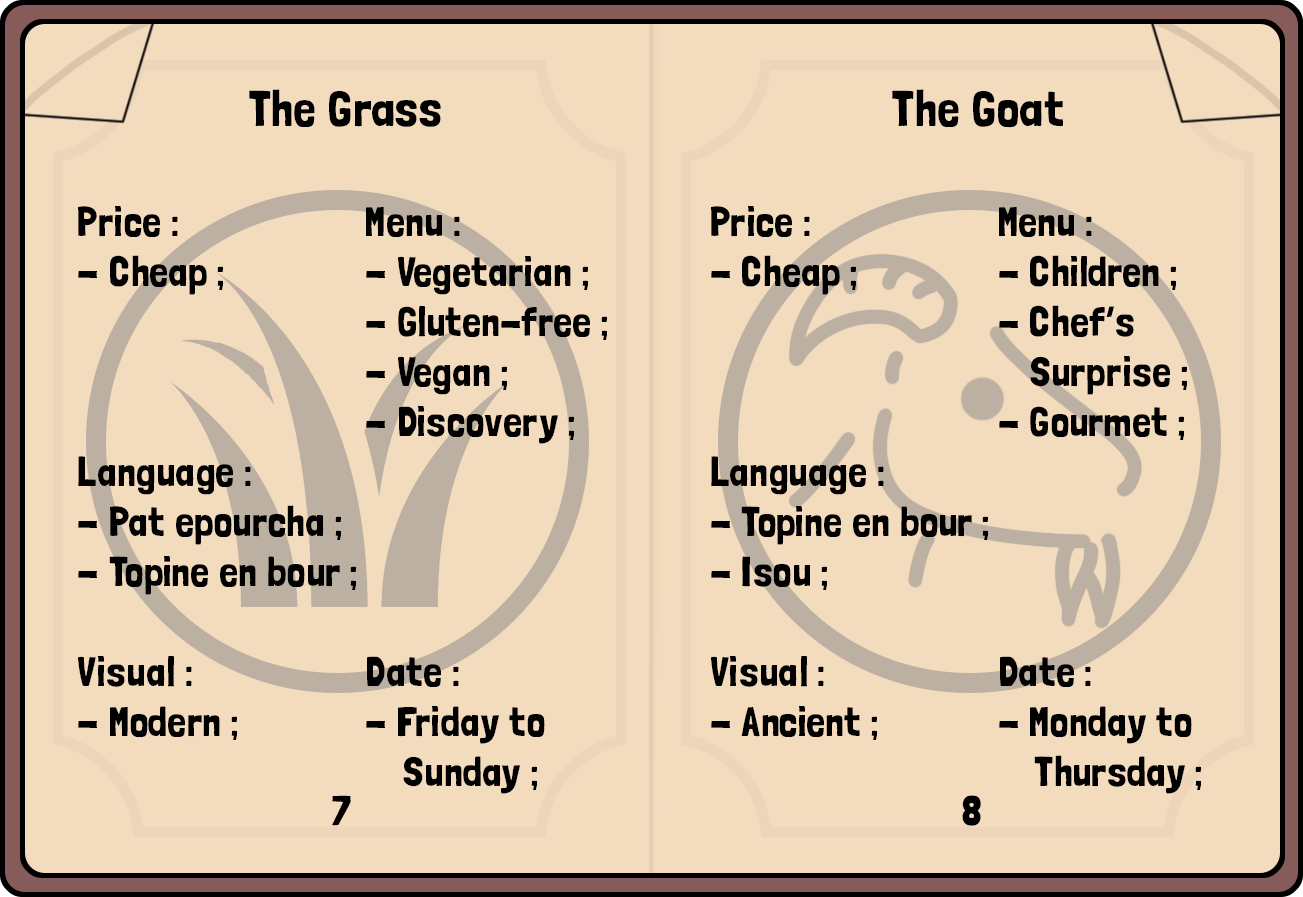 The Grass
Price :
– Cheap ;
Menu :
– Vegetarian ;
– Gluten–free ;
– Vegan ;
– Discovery ;
Language :
– Pat epourcha ;
– Topine en bour ;
Visual :
– Modern ;
Date :
– Friday to
Sunday ;
7
The Goat
Price :
– Cheap ;
Menu :
– Children ;
– Chef's
Surprise ;
– Gourmet ;
Language :
– Topine en bour ;
– Isou ;
Visual :
– Ancient ;
Date :
– Monday to
Thursday ;
8